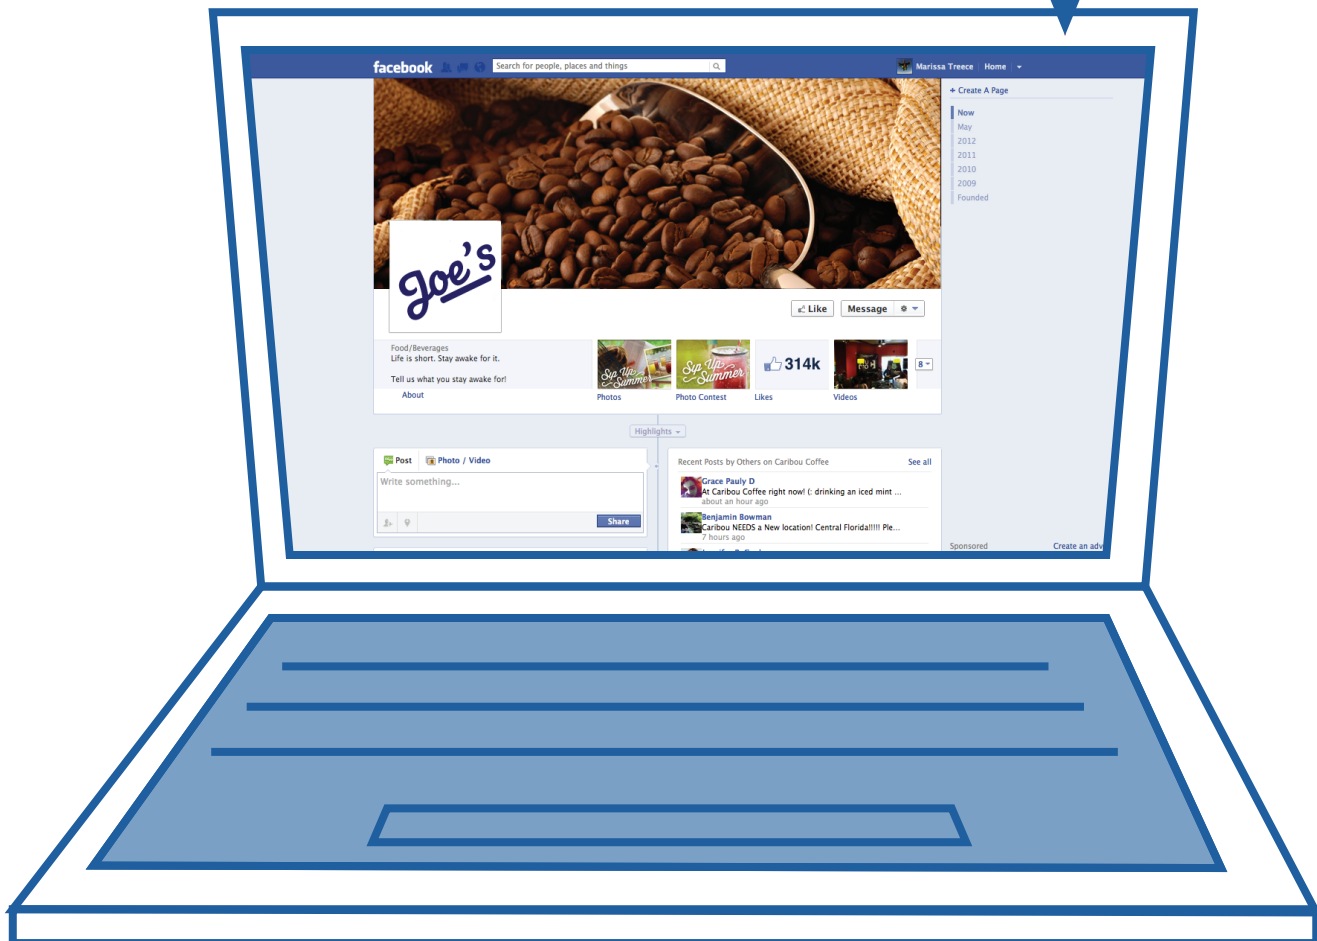 facebook
Search for people, places and things
Marissa Treece
Home
+ Create A Page
Now
May
2012
2011
2010
2009
Founded
Joe's
Like
Message
Food/Beverages
Life is short. Stay awake for it.
Tell us what you stay awake for!
About
Sip Up
Summer
Photos
Sip Up
Summer
Photo Contest
314k
Likes
Videos
8
Highlights
Post
Photo / Video
Write something...
Share
Recent Posts by Others on Caribou Coffee
See all
Grace Pauly D
At Caribou Coffee right now! (: drinking an iced mint ...
about an hour ago
Benjamin Bowman
Caribou NEEDS a New location! Central Florida!!!!! Ple...
7 hours ago
Sponsored
Create an adv